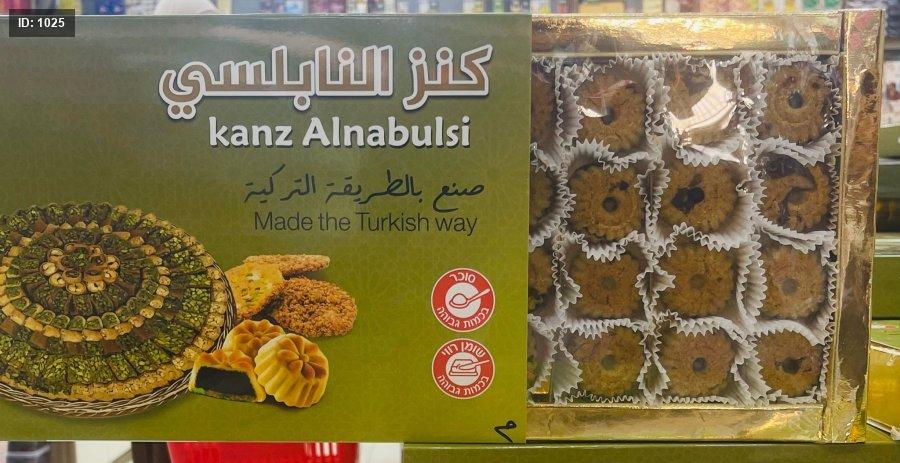 ID: 1025
كنز النابلسي
kanz Alnabulsi
صنع بالطريقة التركية
Made the Turkish way
סוכר
בכמות גבוהה
שומן רווי
בכמות גבוהה